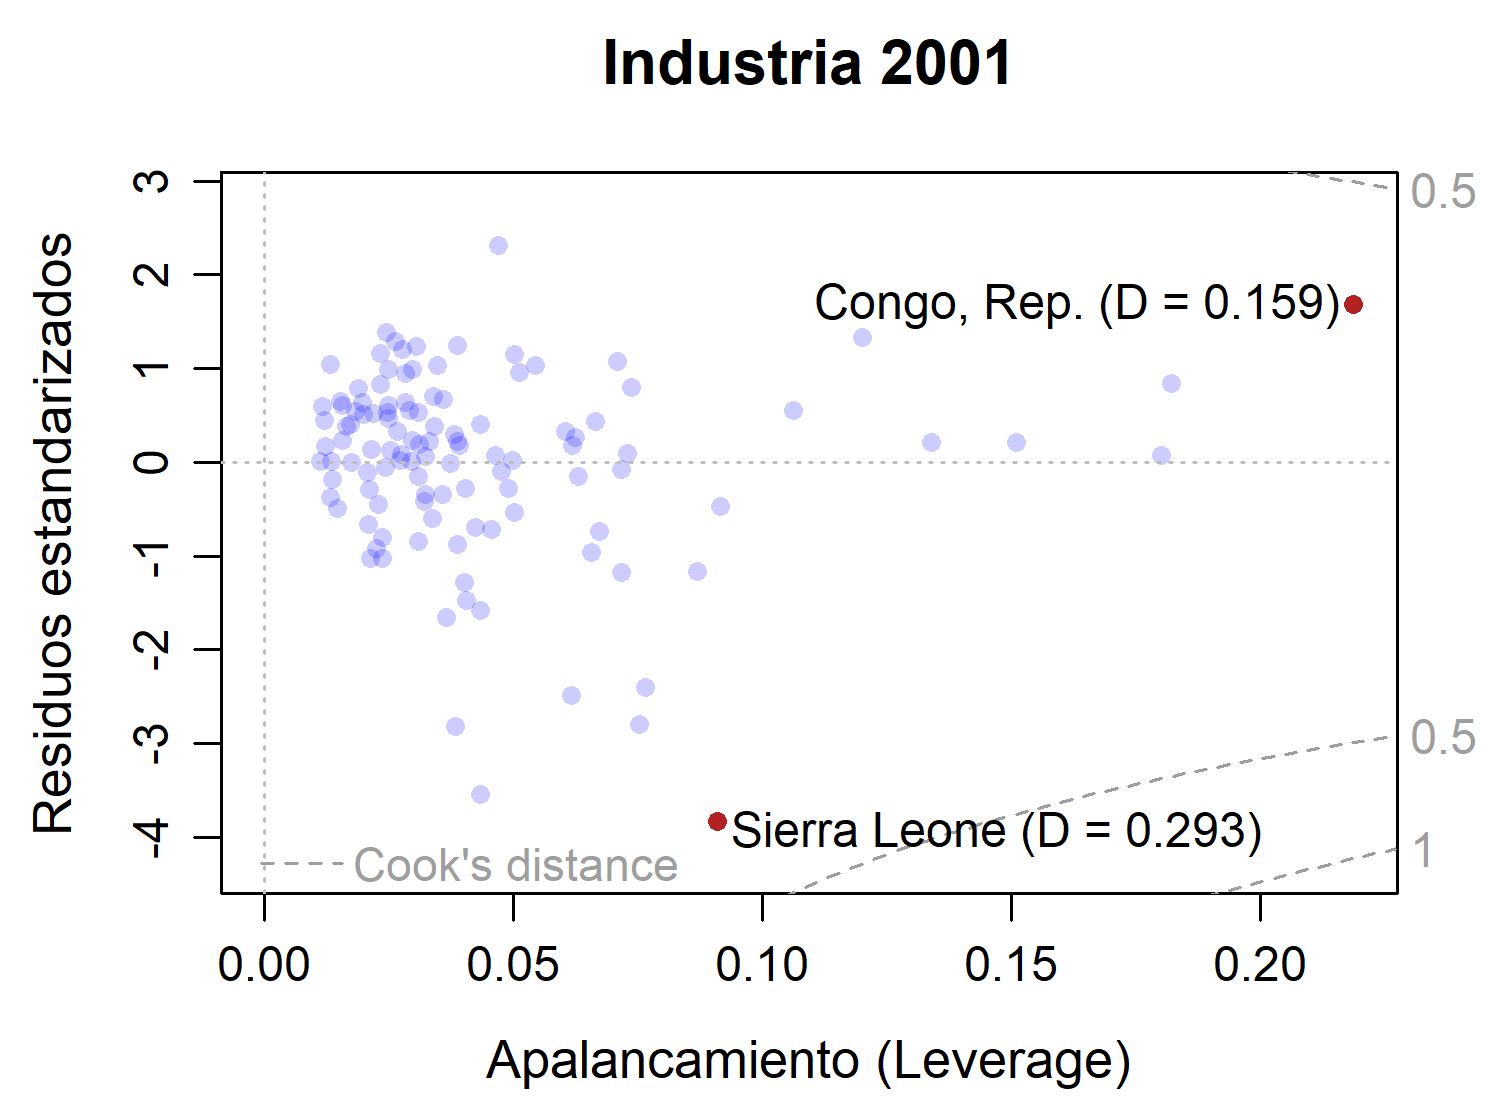 Industria 2001
Residuos estandarizados
3
2
1
0
-1
-2
-3
-4
0.5
Congo, Rep. (D = 0.159)
0.5
Sierra Leone (D = 0.293)
1
Cook's distance
0.00 0.05 0.10 0.15 0.20
Apalancamiento (Leverage)